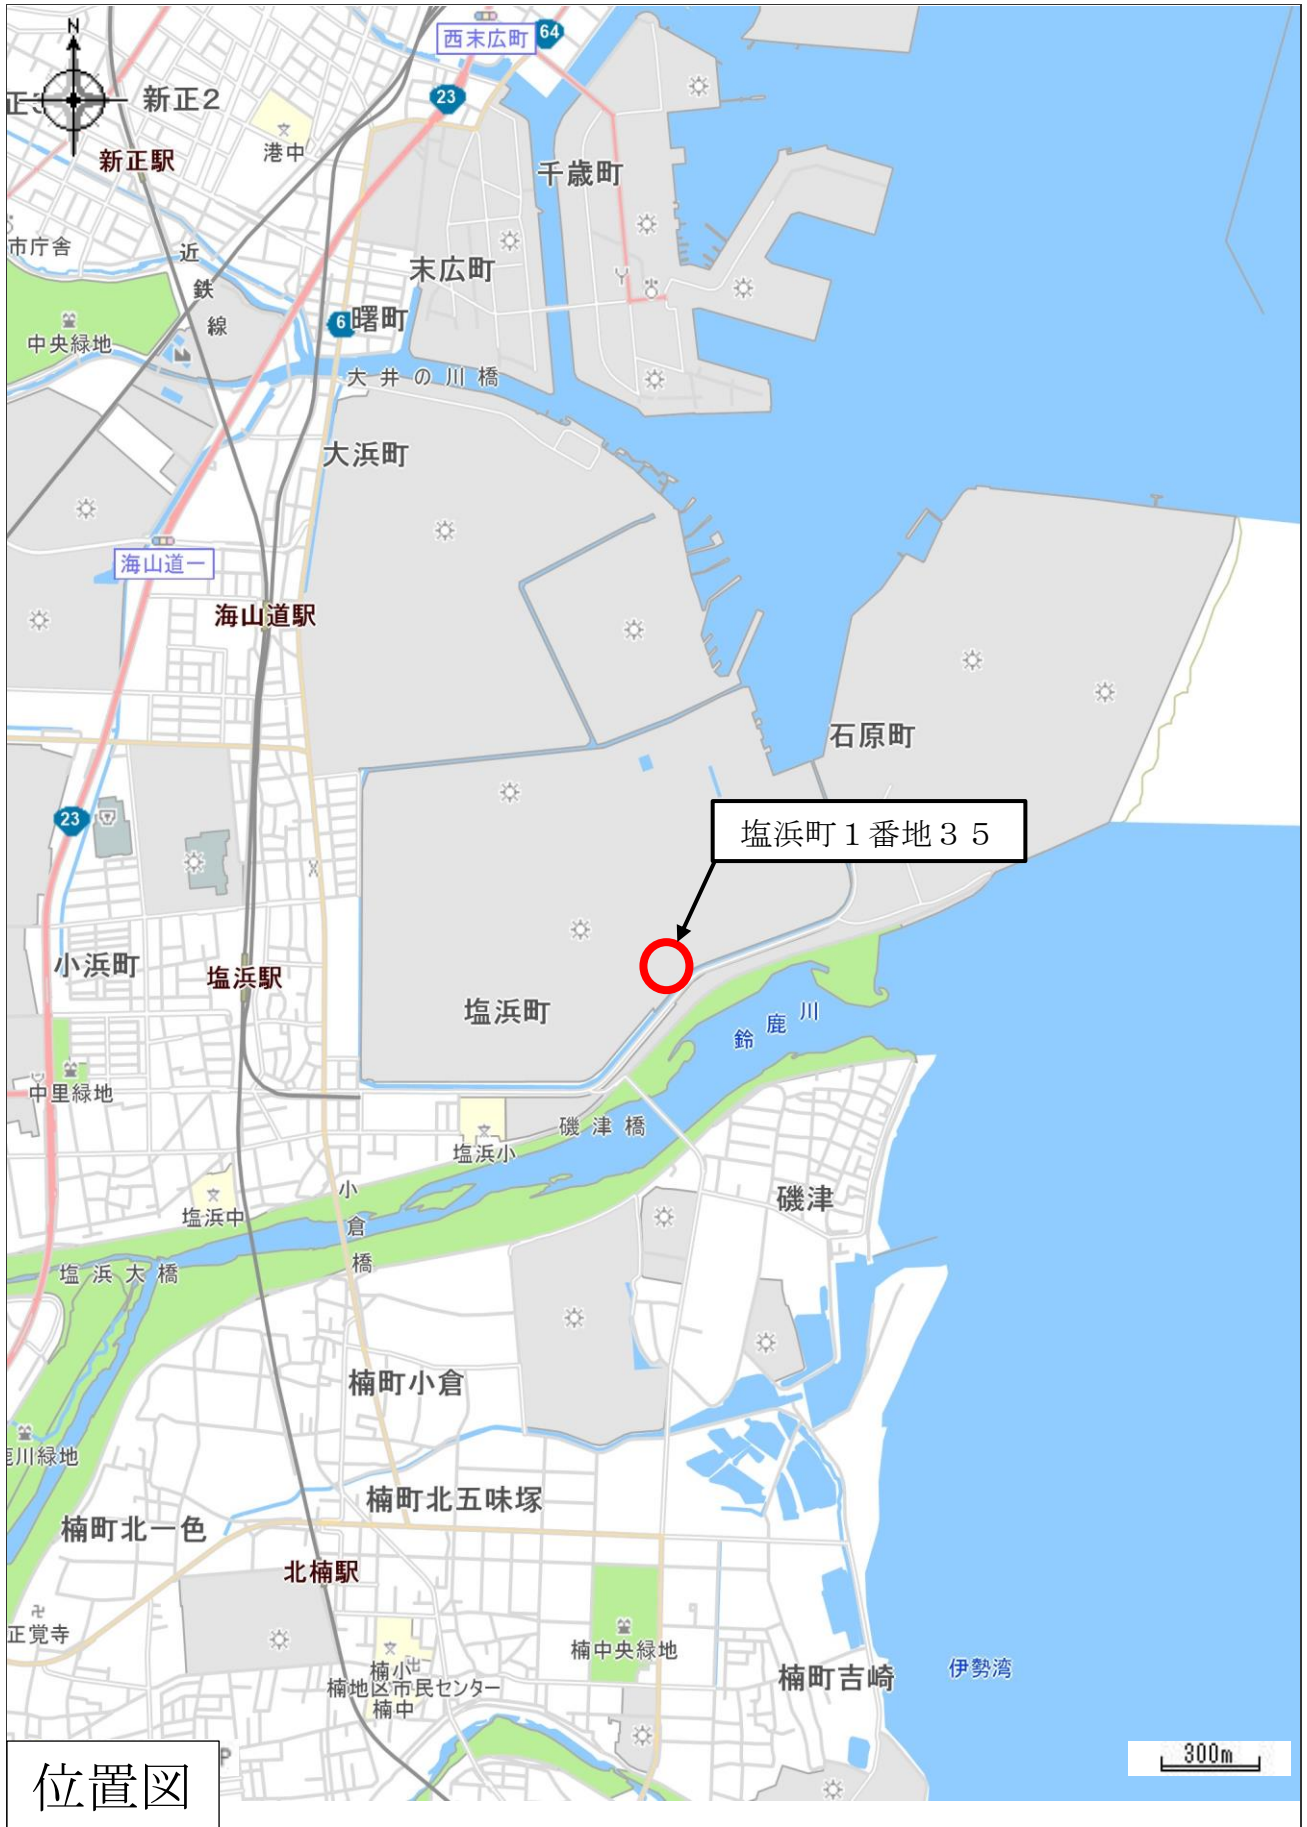 N
西末広町
64
新正2
23
港中
新正駅
千歳町
市庁舎
近鉄線
末広町
6
曙町
中央緑地
大井の川橋
大浜町
海山道一
海山道駅
石原町
23
塩浜町１番地３５
小浜町
塩浜駅
塩浜町
鈴鹿川
中里緑地
磯津橋
塩浜小
塩浜中
小倉橋
磯津
塩浜大橋
楠町小倉
鹿川緑地
楠町北五味塚
楠町北一色
北楠駅
正覚寺
楠中央緑地
楠小
楠地区市民センター
楠中
楠町吉崎
伊勢湾
300m
位置図